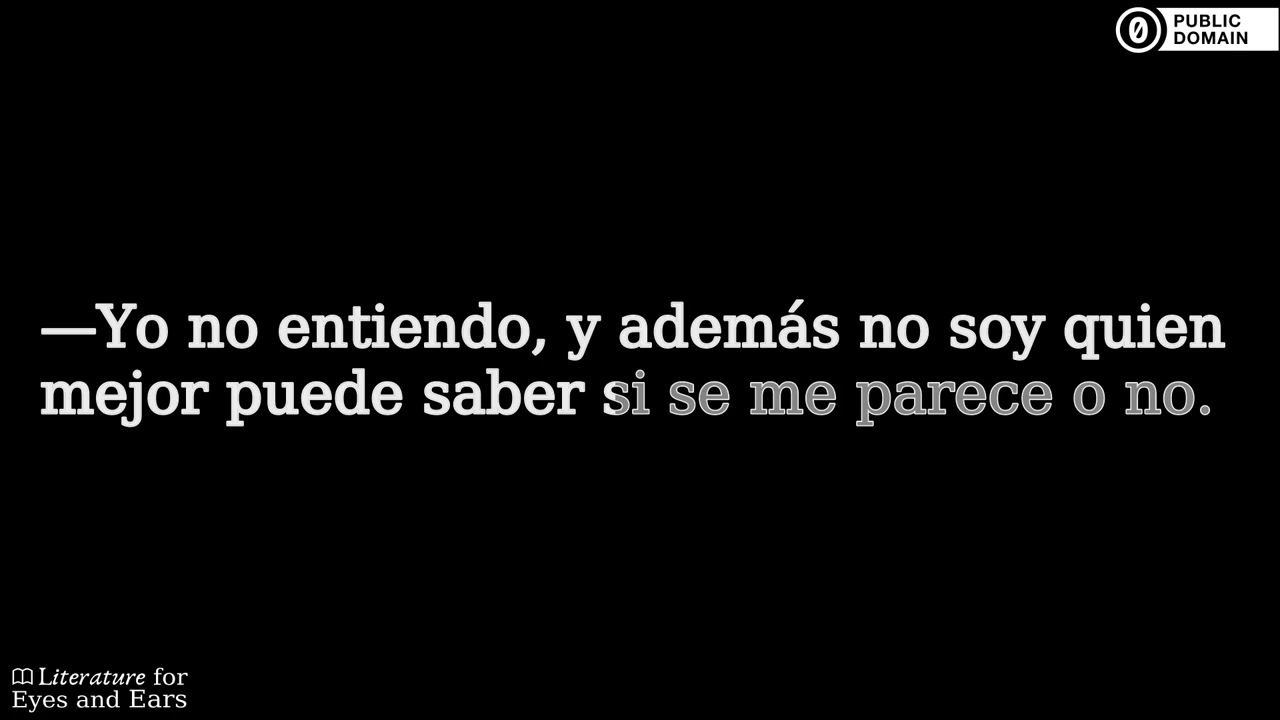 PUBLIC
DOMAIN
—Yo no entiendo, y además no soy quien
mejor puede saber si se me parece o no.
Literature for
Eyes and Ears